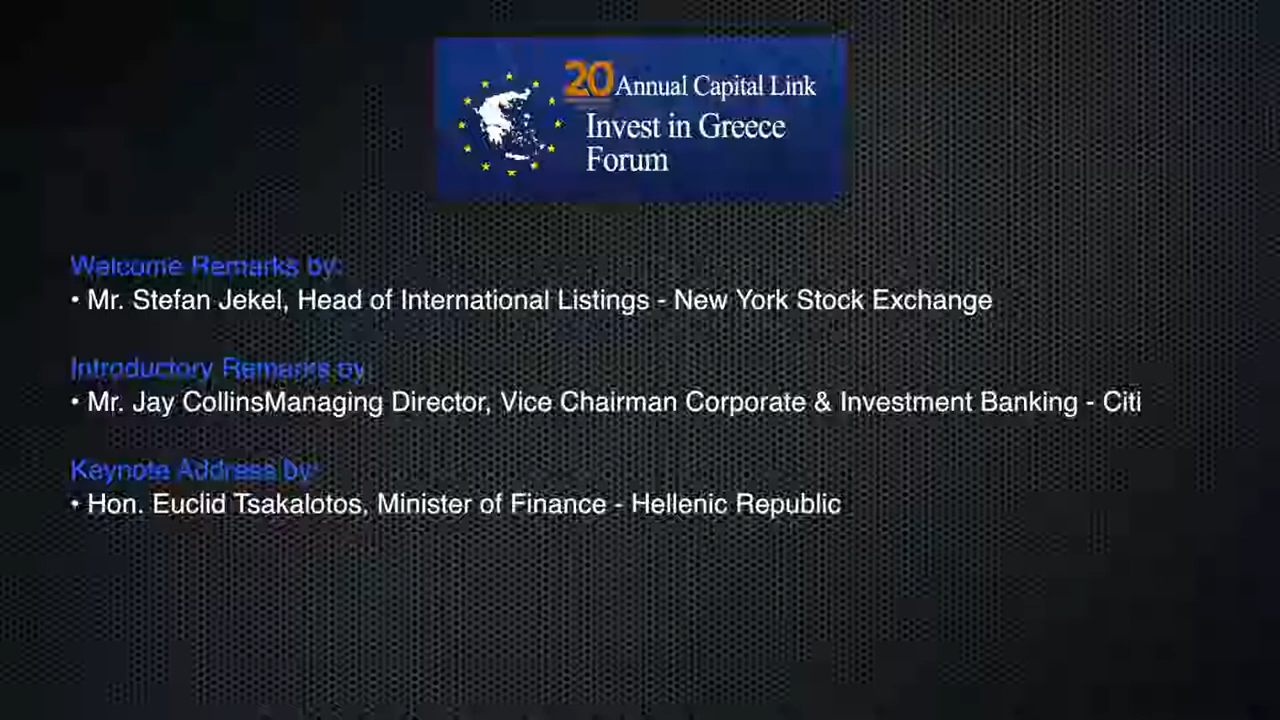 20 Annual Capital Link
Invest in Greece
Forum
Welcome Remarks by:
• Mr. Stefan Jekel, Head of International Listings - New York Stock Exchange
Introductory Remarks by
• Mr. Jay CollinsManaging Director, Vice Chairman Corporate & Investment Banking - Citi
Keynote Address by:
• Hon. Euclid Tsakalotos, Minister of Finance - Hellenic Republic